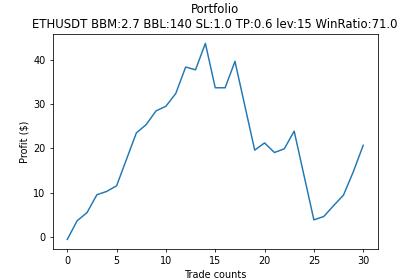 Portfolio
ETHUSDT BBM:2.7 BBL:140 SL:1.0 TP:0.6 lev:15 WinRatio:71.0
40
30
20
10
0
Profit ($)
0 5 10 15 20 25 30
Trade counts